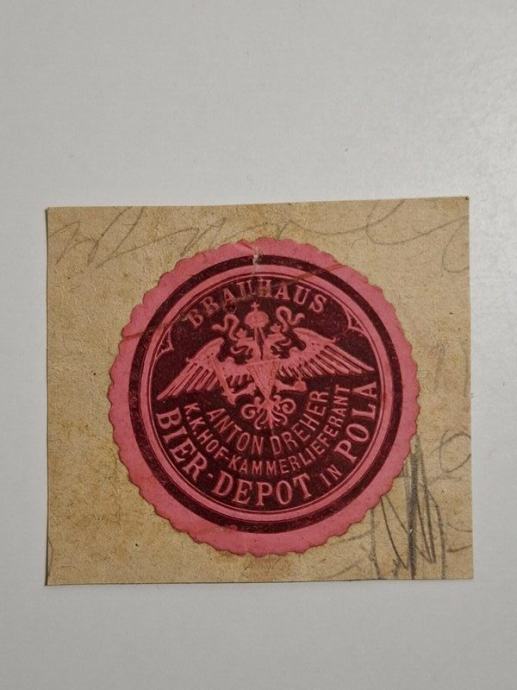 BRAUHAUS
ANTON DREHER
K.K.HOF-KAMMERLIEFERANT
BIER-DEPOT IN POLA